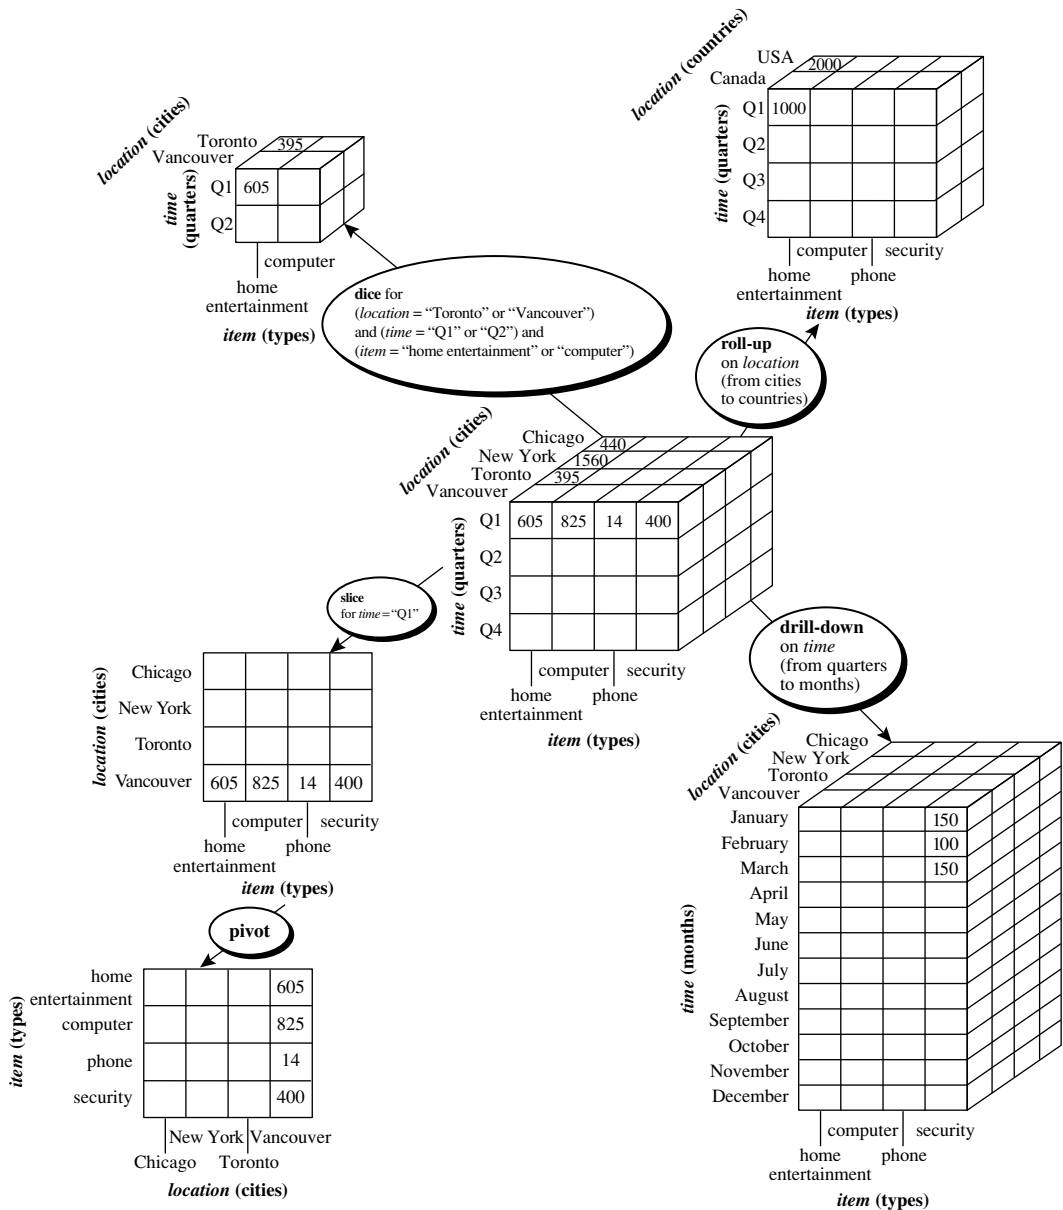 location (countries)
USA
2000
Canada
time (quarters)
Q1 1000
Q2
Q3
Q4
computer security
home phone
entertainment
item (types)
location (cities)
Toronto 395
Vancouver
time
(quarters)
Q1 605
Q2
computer
home
entertainment
item (types)
dice for
(location = “Toronto” or “Vancouver”)
and (time = “Q1” or “Q2”) and
(item = “home entertainment” or “computer”)
roll-up
on location
(from cities
to countries)
location (cities)
Chicago 440
New York 1560
Toronto 395
Vancouver
time (quarters)
Q1 605 825 14 400
Q2
Q3
Q4
computer security
home phone
entertainment
item (types)
slice
for time = “Q1”
drill-down
on time
(from quarters
to months)
location (cities)
Chicago
New York
Toronto
Vancouver 605 825 14 400
computer security
home phone
entertainment
item (types)
pivot
item (types)
home
entertainment 605
computer 825
phone 14
security 400
New York Vancouver
Chicago Toronto
location (cities)
location (cities)
Chicago
New York
Toronto
Vancouver
time (months)
January 150
February 100
March 150
April
May
June
July
August
September
October
November
December
computer security
home phone
entertainment
item (types)